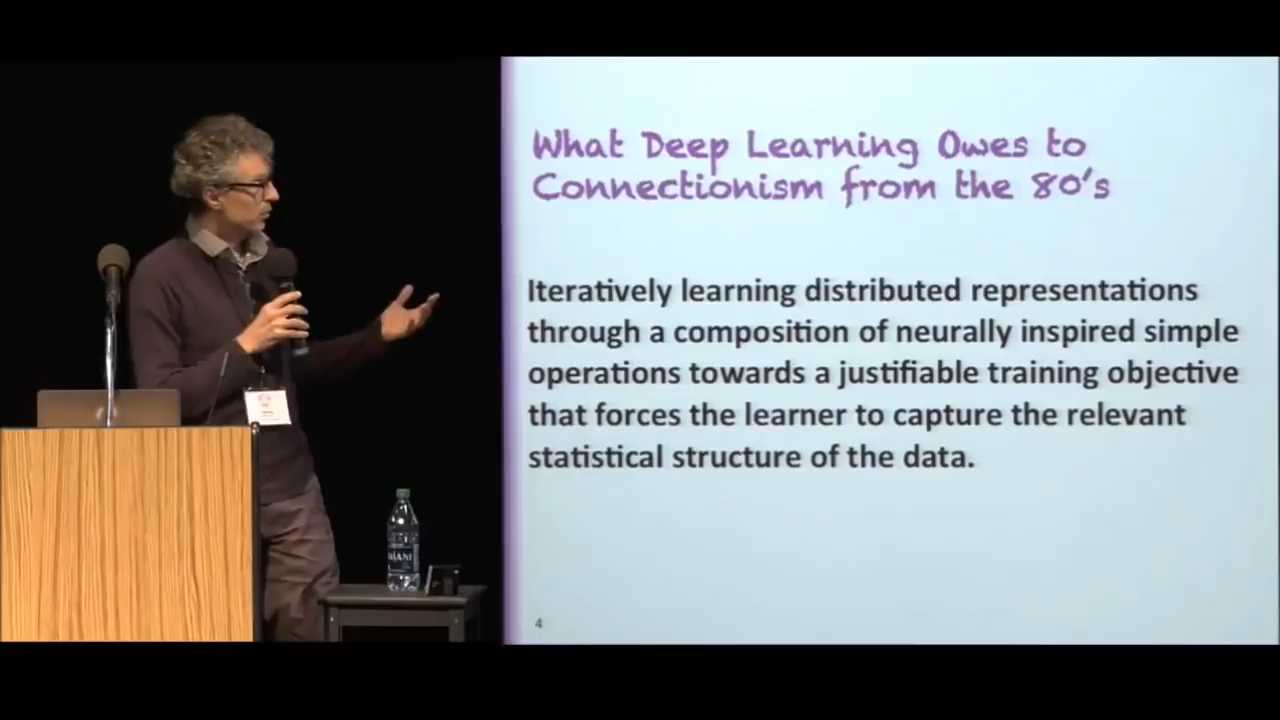 What Deep Learning Owes to
Connectionism from the 80's
Iteratively learning distributed representations
through a composition of neurally inspired simple
operations towards a justifiable training objective
that forces the learner to capture the relevant
statistical structure of the data.
4
DASANI